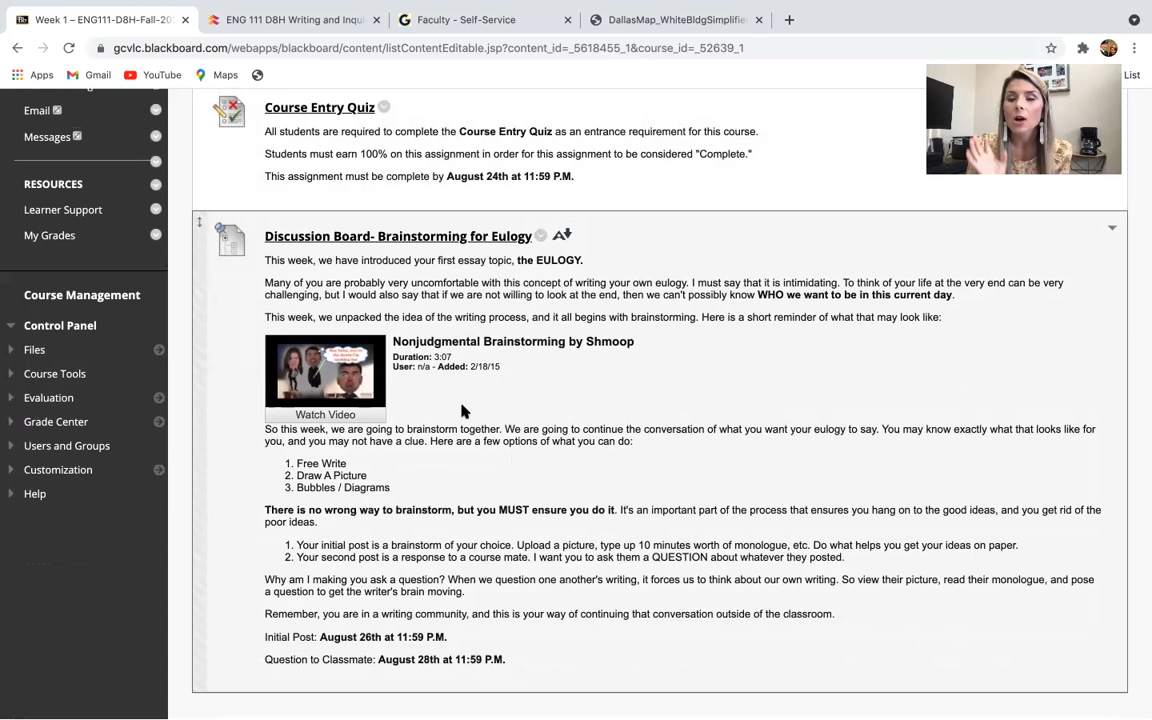 Week 1 – ENG111-D8H-Fall-20
ENG 111 D8H Writing and Inqui
Faculty - Self-Service
DallasMap_WhiteBldgSimplifie
gcvlc.blackboard.com/webapps/blackboard/content/listContentEditable.jsp?content_id=_5618455_1&course_id=_52639_1
Apps
Gmail
YouTube
Maps
List
Email
Messages
RESOURCES
Learner Support
My Grades
Course Management
Control Panel
Files
Course Tools
Evaluation
Grade Center
Users and Groups
Customization
Help
Course Entry Quiz
All students are required to complete the Course Entry Quiz as an entrance requirement for this course.
Students must earn 100% on this assignment in order for this assignment to be considered "Complete."
This assignment must be complete by August 24th at 11:59 P.M.
Discussion Board- Brainstorming for Eulogy
This week, we have introduced your first essay topic, the EULOGY.
Many of you are probably very uncomfortable with this concept of writing your own eulogy. I must say that it is intimidating. To think of your life at the very end can be very
challenging, but I would also say that if we are not willing to look at the end, then we can't possibly know WHO we want to be in this current day.
This week, we unpacked the idea of the writing process, and it all begins with brainstorming. Here is a short reminder of what that may look like:
Nonjudgmental Brainstorming by Shmoop
Duration: 3:07
User: n/a - Added: 2/18/15
Watch Video
So this week, we are going to brainstorm together. We are going to continue the conversation of what you want your eulogy to say. You may know exactly what that looks like for
you, and you may not have a clue. Here are a few options of what you can do:
1. Free Write
2. Draw A Picture
3. Bubbles / Diagrams
There is no wrong way to brainstorm, but you MUST ensure you do it. It's an important part of the process that ensures you hang on to the good ideas, and you get rid of the
poor ideas.
1. Your initial post is a brainstorm of your choice. Upload a picture, type up 10 minutes worth of monologue, etc. Do what helps you get your ideas on paper.
2. Your second post is a response to a course mate. I want you to ask them a QUESTION about whatever they posted.
Why am I making you ask a question? When we question one another's writing, it forces us to think about our own writing. So view their picture, read their monologue, and pose
a question to get the writer's brain moving.
Remember, you are in a writing community, and this is your way of continuing that conversation outside of the classroom.
Initial Post: August 26th at 11:59 P.M.
Question to Classmate: August 28th at 11:59 P.M.